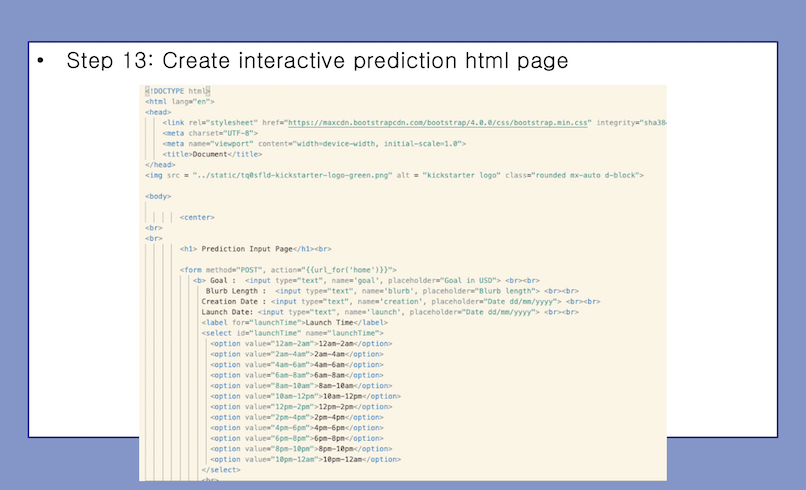 • Step 13: Create interactive prediction html page
<!DOCTYPE html>
<html lang="en">
<head>
<link rel="stylesheet" href="https://maxcdn.bootstrapcdn.com/bootstrap/4.0.0/css/bootstrap.min.css" integrity="sha38
<meta charset="UTF-8">
<meta name="viewport" content="width=device-width, initial-scale=1.0">
<title>Document</title>
</head>
<img src = "../static/tq0sfld-kickstarter-logo-green.png" alt = "kickstarter logo" class="rounded mx-auto d-block">
<body>
<center>
<br>
<br>
<h1> Prediction Input Page</h1><br>
<form method="POST", action="{{url_for('home')}}">
<b> Goal :  <input type="text", name='goal', placeholder="Goal in USD"> <br><br>
Blurb Length :  <input type="text", name='blurb', placeholder="Blurb length"> <br><br>
Creation Date : <input type="text", name='creation', placeholder="Date dd/mm/yyyy"> <br><br>
Launch Date: <input type="text", name='launch', placeholder="Date dd/mm/yyyy"> <br><br>
<label for="launchTime">Launch Time</label>
<select id="launchTime" name="launchTime">
<option value="12am-2am">12am-2am</option>
<option value="2am-4am">2am-4am</option>
<option value="4am-6am">4am-6am</option>
<option value="6am-8am">6am-8am</option>
<option value="8am-10am">8am-10am</option>
<option value="10am-12pm">10am-12pm</option>
<option value="12pm-2pm">12pm-2pm</option>
<option value="2pm-4pm">2pm-4pm</option>
<option value="4pm-6pm">4pm-6pm</option>
<option value="6pm-8pm">6pm-8pm</option>
<option value="8pm-10pm">8pm-10pm</option>
<option value="10pm-12am">10pm-12am</option>
</select>
<br>